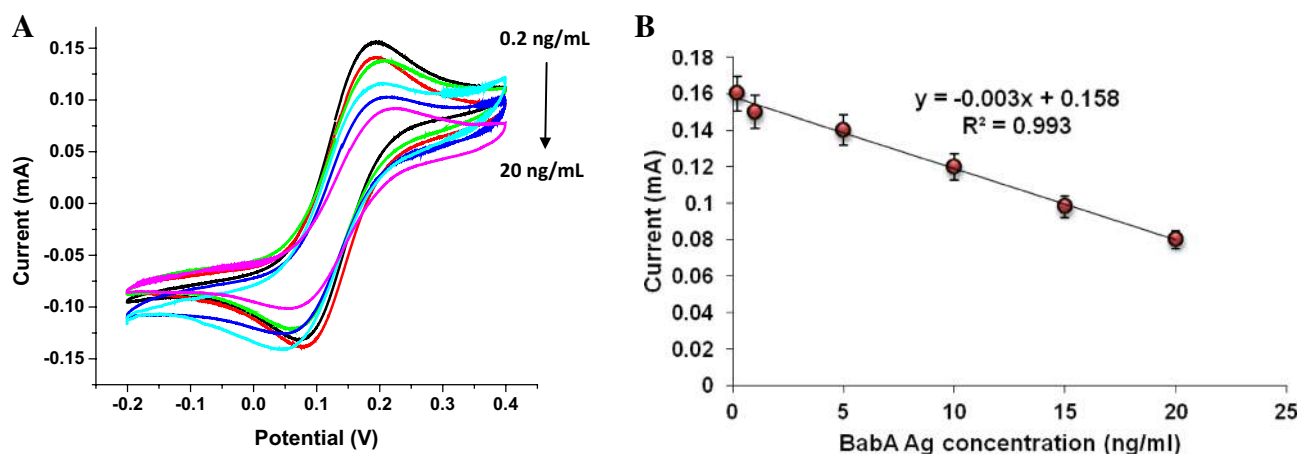 A
0.2 ng/mL
20 ng/mL
0.15
0.10
0.05
0.00
-0.05
-0.10
-0.15
Current (mA)
-0.2 -0.1 0.0 0.1 0.2 0.3 0.4
Potential (V)
B
y = -0.003x + 0.158
R² = 0.993
0.18
0.16
0.14
0.12
0.1
0.08
0.06
0.04
0.02
0
Current (mA)
0 5 10 15 20 25
BabA Ag concentration (ng/ml)